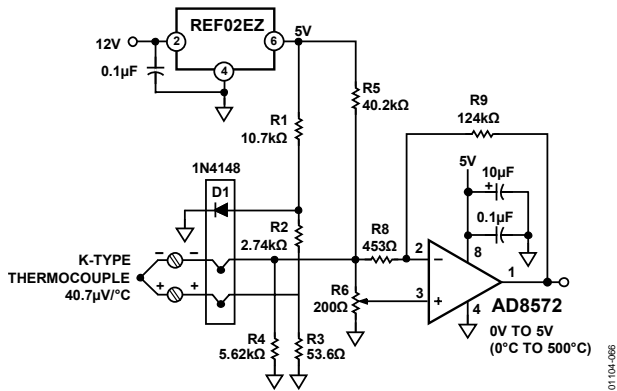 REF02EZ
12V
2
6
5V
4
0.1µF
R5
40.2kΩ
R9
124kΩ
R1
10.7kΩ
1N4148
D1
5V
10µF
+
0.1µF
R2
2.74kΩ
R8
453Ω
2
8
K-TYPE
THERMOCOUPLE
40.7µV/°C
– –
+ +
R6
200Ω
–
+
3
1
4
AD8572
0V TO 5V
(0°C TO 500°C)
R4
5.62kΩ
R3
53.6Ω
01104-066